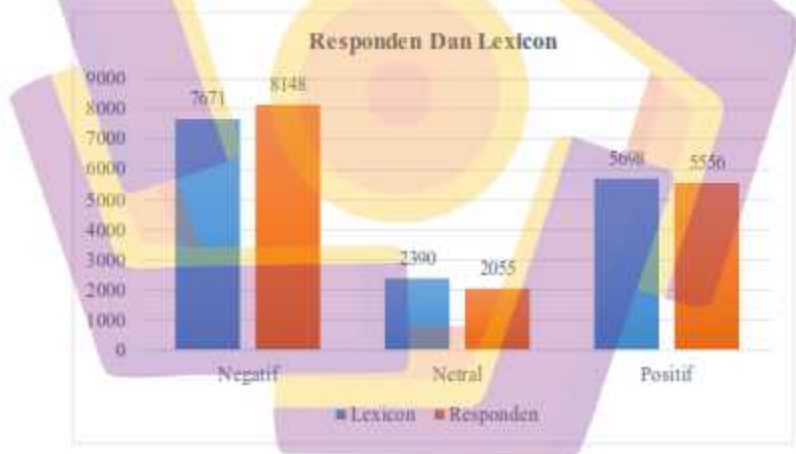 Responden Dan Lexicon
9000
8000
7000
6000
5000
4000
3000
2000
1000
0
7671
8148
2390
2055
5698
5556
Negatif
Netral
Positif
Lexicon
Responden